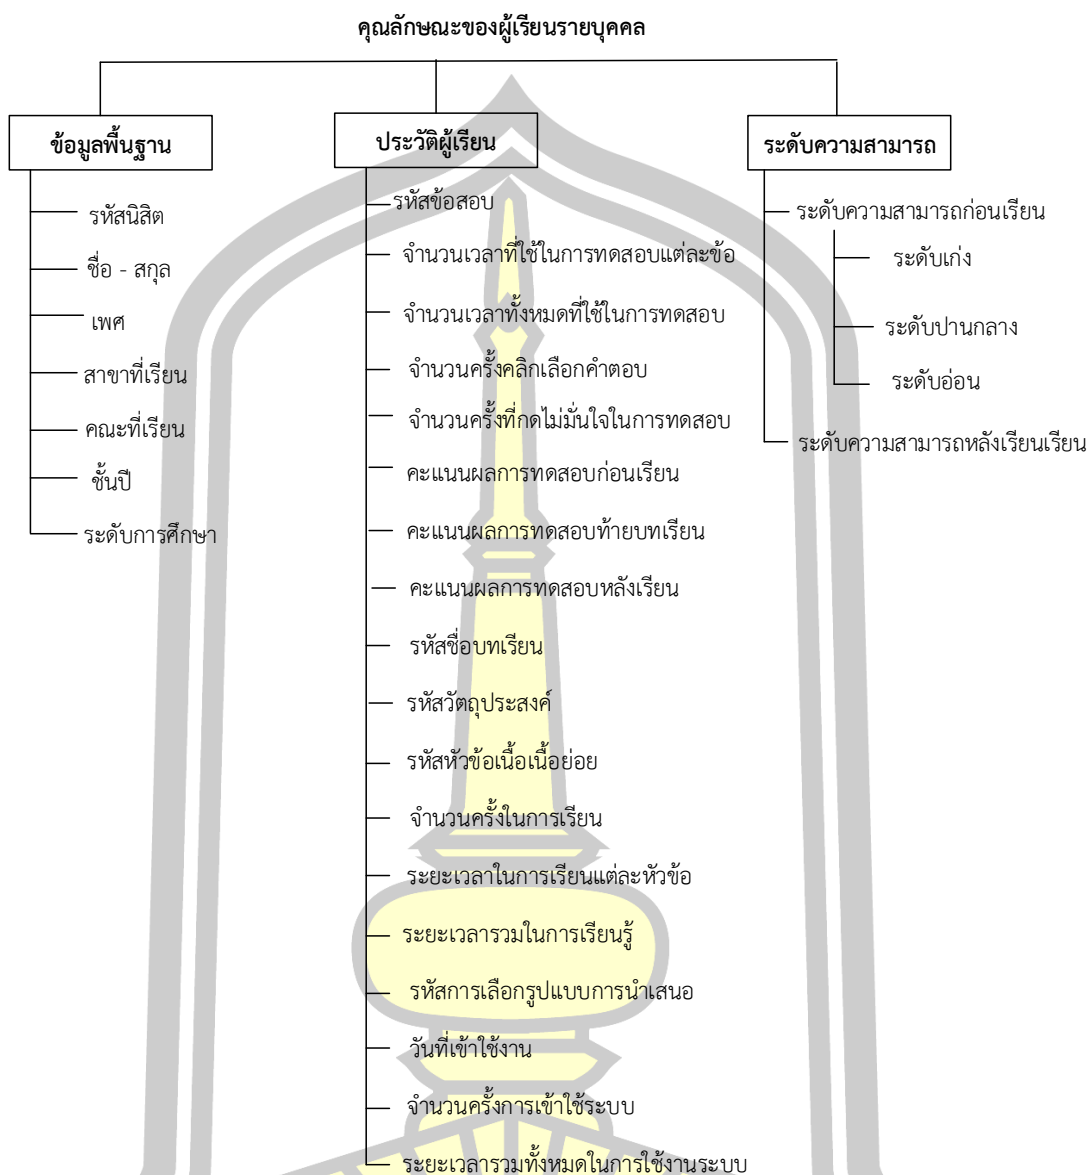 คุณลักษณะของผู้เรียนรายบุคคล
ข้อมูลพื้นฐาน
รหัสนิสิต
ชื่อ - สกุล
เพศ
สาขาที่เรียน
คณะที่เรียน
ชั้นปี
ระดับการศึกษา
ประวัติผู้เรียน
รหัสข้อสอบ
จำนวนเวลาที่ใช้ในการทดสอบแต่ละข้อ
จำนวนเวลาทั้งหมดที่ใช้ในการทดสอบ
จำนวนครั้งคลิกเลือกคำตอบ
จำนวนครั้งที่กดไม่มั่นใจในการทดสอบ
คะแนนผลการทดสอบก่อนเรียน
คะแนนผลการทดสอบท้ายบทเรียน
คะแนนผลการทดสอบหลังเรียน
รหัสชื่อบทเรียน
รหัสวัตถุประสงค์
รหัสหัวข้อเนื้อเนื้อย่อย
จำนวนครั้งในการเรียน
ระยะเวลาในการเรียนแต่ละหัวข้อ
ระยะเวลารวมในการเรียนรู้
รหัสการเลือกรูปแบบการนำเสนอ
วันที่เข้าใช้งาน
จำนวนครั้งการเข้าใช้ระบบ
ระยะเวลารวมทั้งหมดในการใช้งานระบบ
ระดับความสามารถ
ระดับความสามารถก่อนเรียน
ระดับเก่ง
ระดับปานกลาง
ระดับอ่อน
ระดับความสามารถหลังเรียนเรียน